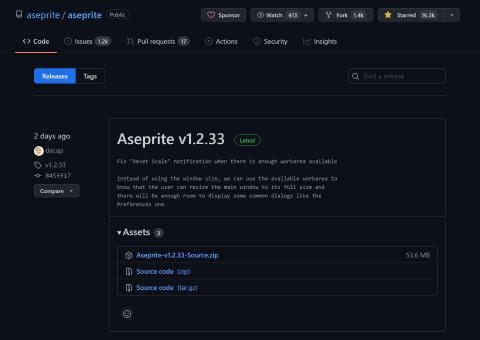 aseprite / aseprite Public
Sponsor Watch 413 Fork 1.4k Starred 16.3k
Code Issues 1.2k Pull requests 17 Actions Security Insights
Releases Tags Find a release
2 days ago
dacap
v1.2.33
845ff17
Compare
Aseprite v1.2.33 Latest
Fix "Reset Scale" notification when there is enough workarea available
Instead of using the window size, we can use the available workarea to
know that the user can resize the main window to its full size and
there will be enough room to display some common dialogs like the
Preferences one.
Assets 3
Aseprite-v1.2.33-Source.zip 53.6 MB
Source code (zip)
Source code (tar.gz)